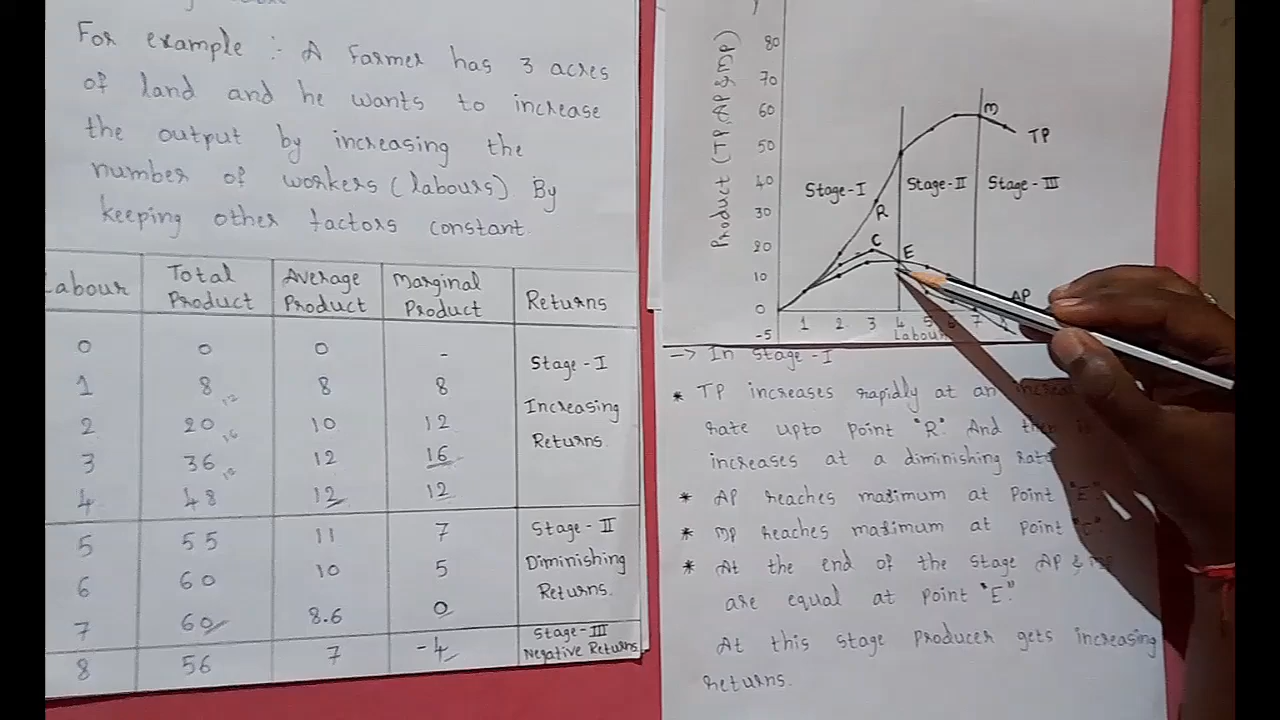 For example :- A farmer has 3 acres
of land and he wants to increase
the output by increasing the
number of workers (labours). By
keeping other factors constant.
Labour Total Product Average Product Marginal Product Returns
0 0 0 -
1 8 8 8
2 20 10 12
3 36 12 16
4 48 12 12
12
16
12
Stage-I
Increasing
Returns.
5 55 11 7
6 60 10 5
7 60 8.6 0
Stage-II
Diminishing
Returns.
8 56 7 -4
Stage-III
Negative Returns.
y
Product (TP, AP & MP)
80
70
60
50
40
30
20
10
0
-5
Stage-I Stage-II Stage-III
R
C
E
M
TP
AP
1 2 3 4 5 6 7 8
-> In Stage-I
* TP increases rapidly at an
rate upto point "R". And
increases at a diminishing rate
* AP reaches maximum at point "E".
* MP reaches maximum at point "C".
* At the end of the stage AP &
are equal at point "E".
At this stage producer gets increasing
returns.